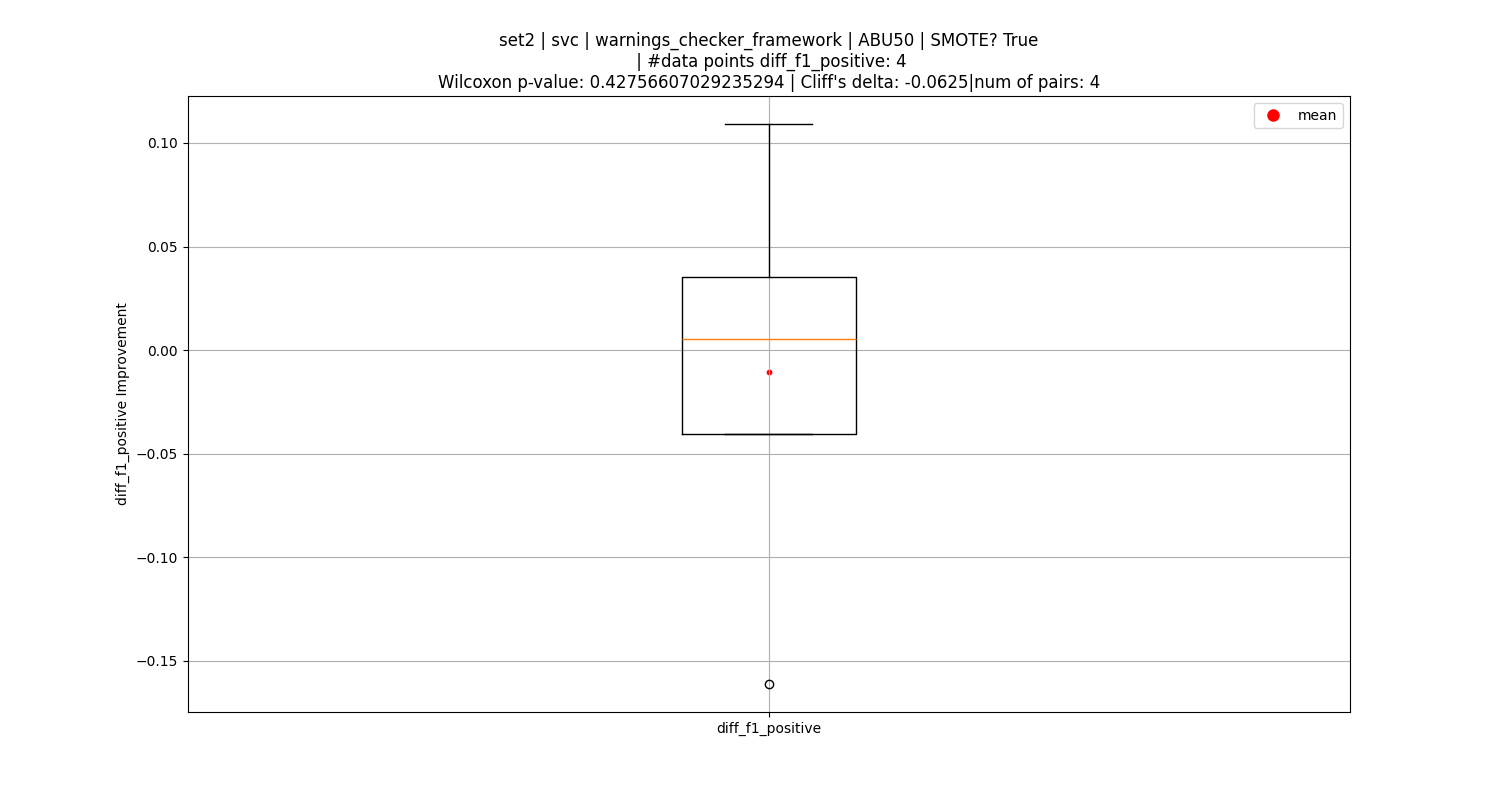 set2 | svc | warnings_checker_framework | ABU50 | SMOTE? True
| #data points diff_f1_positive: 4
Wilcoxon p-value: 0.42756607029235294 | Cliff's delta: -0.0625|num of pairs: 4
mean
0.10
0.05
0.00
−0.05
−0.10
−0.15
diff_f1_positive Improvement
diff_f1_positive